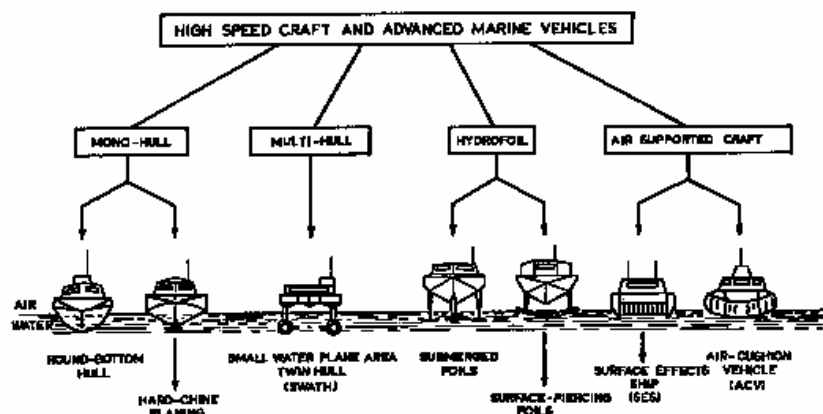 HIGH SPEED CRAFT AND ADVANCED MARINE VEHICLES
MONO-HULL
MULTI-HULL
HYDROFOIL
AIR SUPPORTED CRAFT
AIR
WATER
ROUND-BOTTOM
HULL
HARD-CHINE
PLANING
SMALL WATER PLANE AREA
TWIN HULL
(SWATH)
SUBMERGED
FOILS
SURFACE-PIERCING
FOILS
SURFACE EFFECTS
SHIP
(SES)
AIR-CUSHION
VEHICLE
(ACV)